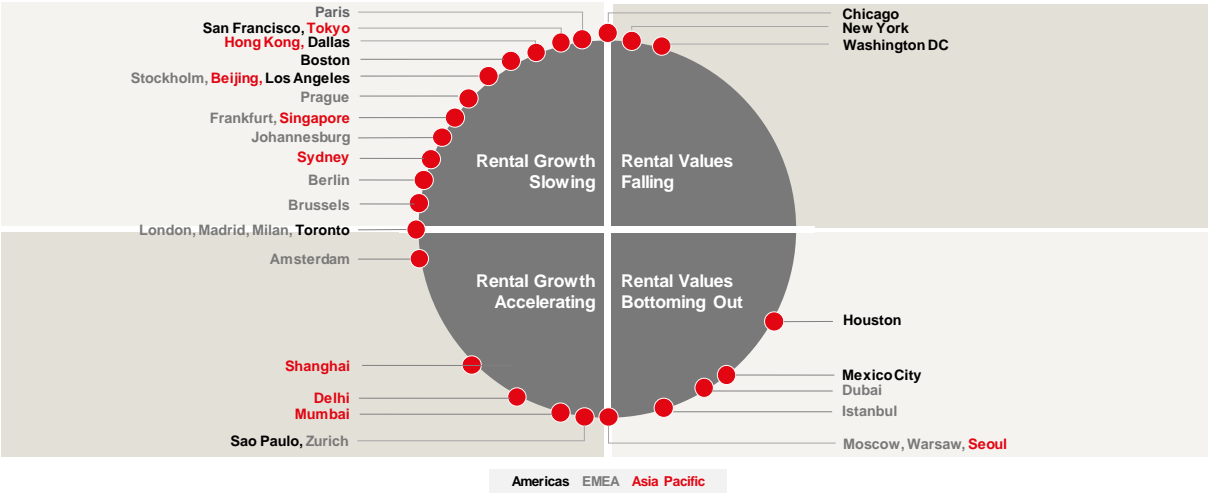 Paris
San Francisco, Tokyo
Hong Kong, Dallas
Boston
Stockholm, Beijing, Los Angeles
Prague
Frankfurt, Singapore
Johannesburg
Sydney
Berlin
Brussels
London, Madrid, Milan, Toronto
Amsterdam
Shanghai
Delhi
Mumbai
Sao Paulo, Zurich
Rental Growth
Slowing
Rental Values
Falling
Rental Growth
Accelerating
Rental Values
Bottoming Out
Chicago
New York
Washington DC
Houston
Mexico City
Dubai
Istanbul
Moscow, Warsaw, Seoul
Americas EMEA Asia Pacific